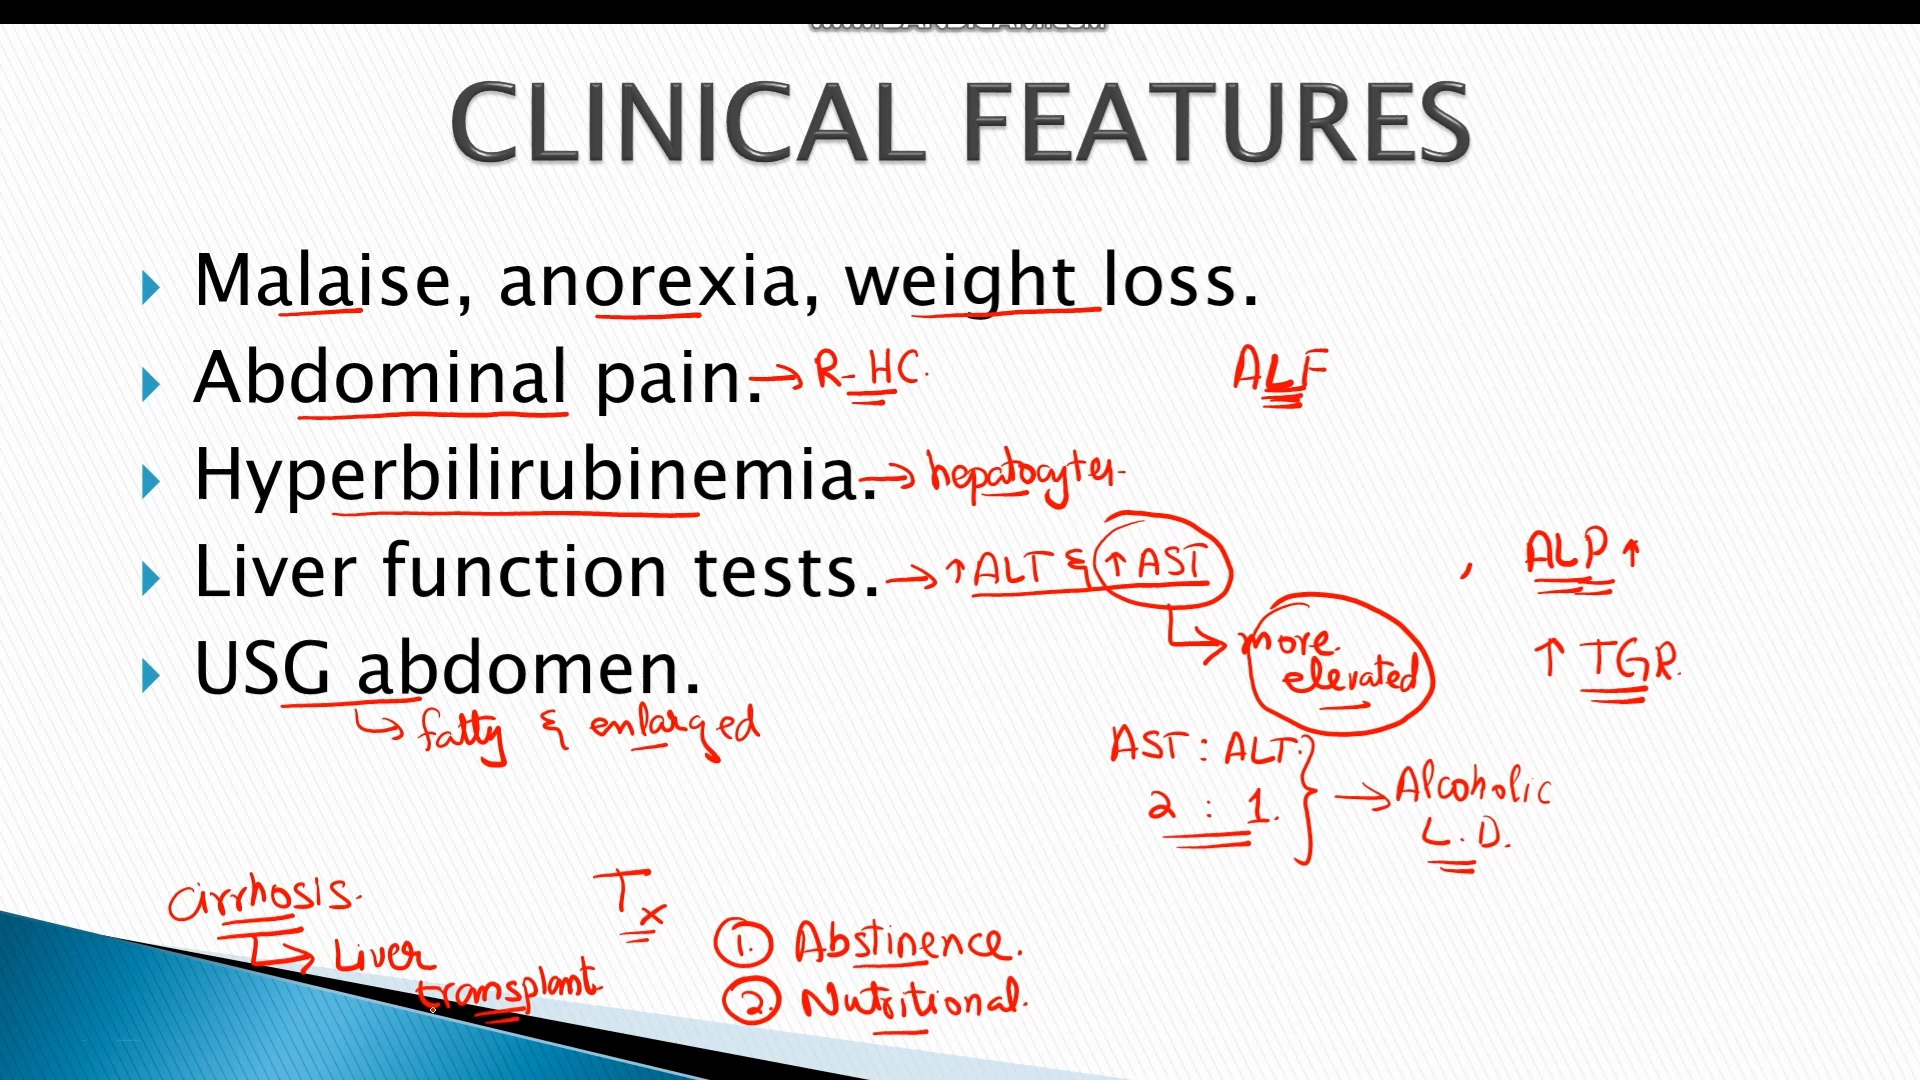 CLINICAL FEATURES
Malaise, anorexia, weight loss.
Abdominal pain. → R-HC. ALF
Hyperbilirubinemia. → hepatocytes
Liver function tests. → ↑ ALT & ↑ AST , ALP ↑
more elevated ↑ TGR.
USG abdomen.
fatty & enlarged
AST : ALT
2 : 1. } → Alcoholic L.D.
Cirrhosis.
Liver transplant
Tx
1. Abstinence.
2. Nutritional.